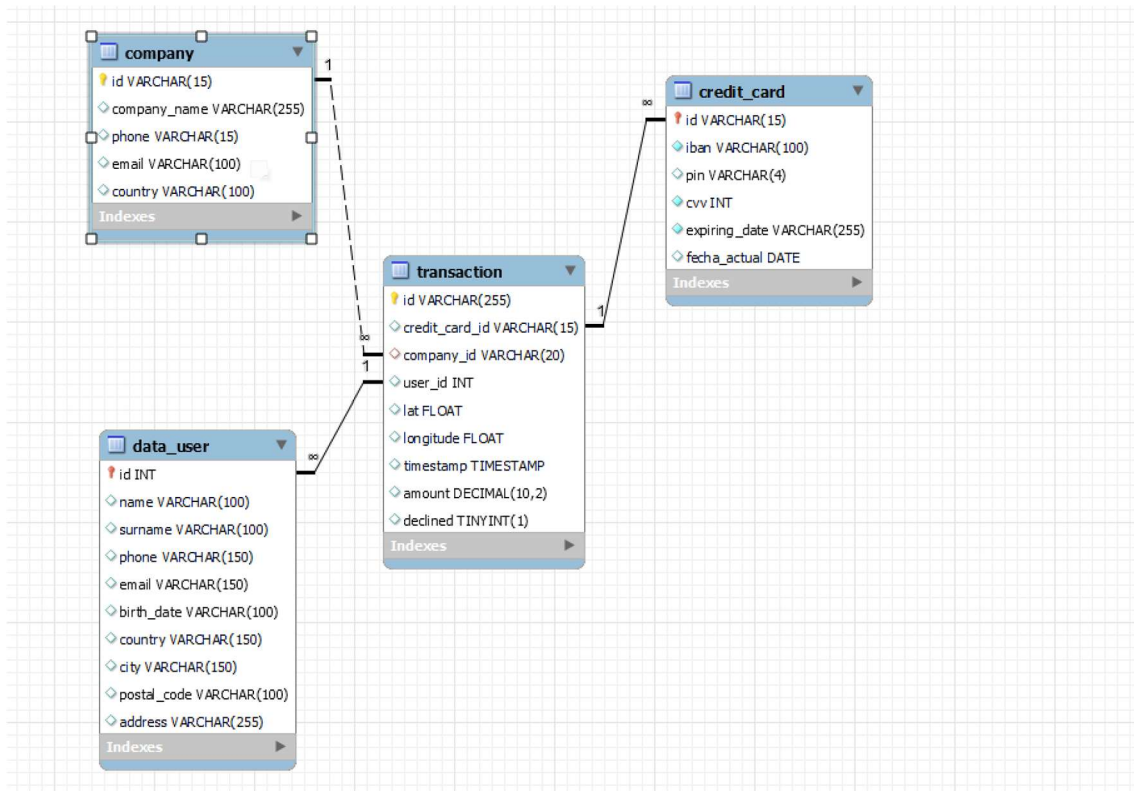 company
id VARCHAR(15)
company_name VARCHAR(255)
phone VARCHAR(15)
email VARCHAR(100)
country VARCHAR(100)
Indexes
1
∞
credit_card
id VARCHAR(15)
iban VARCHAR(100)
pin VARCHAR(4)
cvv INT
expiring_date VARCHAR(255)
fecha_actual DATE
Indexes
∞
1
transaction
id VARCHAR(255)
credit_card_id VARCHAR(15)
company_id VARCHAR(20)
user_id INT
lat FLOAT
longitude FLOAT
timestamp TIMESTAMP
amount DECIMAL(10,2)
declined TINYINT(1)
Indexes
1
∞
data_user
id INT
name VARCHAR(100)
surname VARCHAR(100)
phone VARCHAR(150)
email VARCHAR(150)
birth_date VARCHAR(100)
country VARCHAR(150)
city VARCHAR(150)
postal_code VARCHAR(100)
address VARCHAR(255)
Indexes